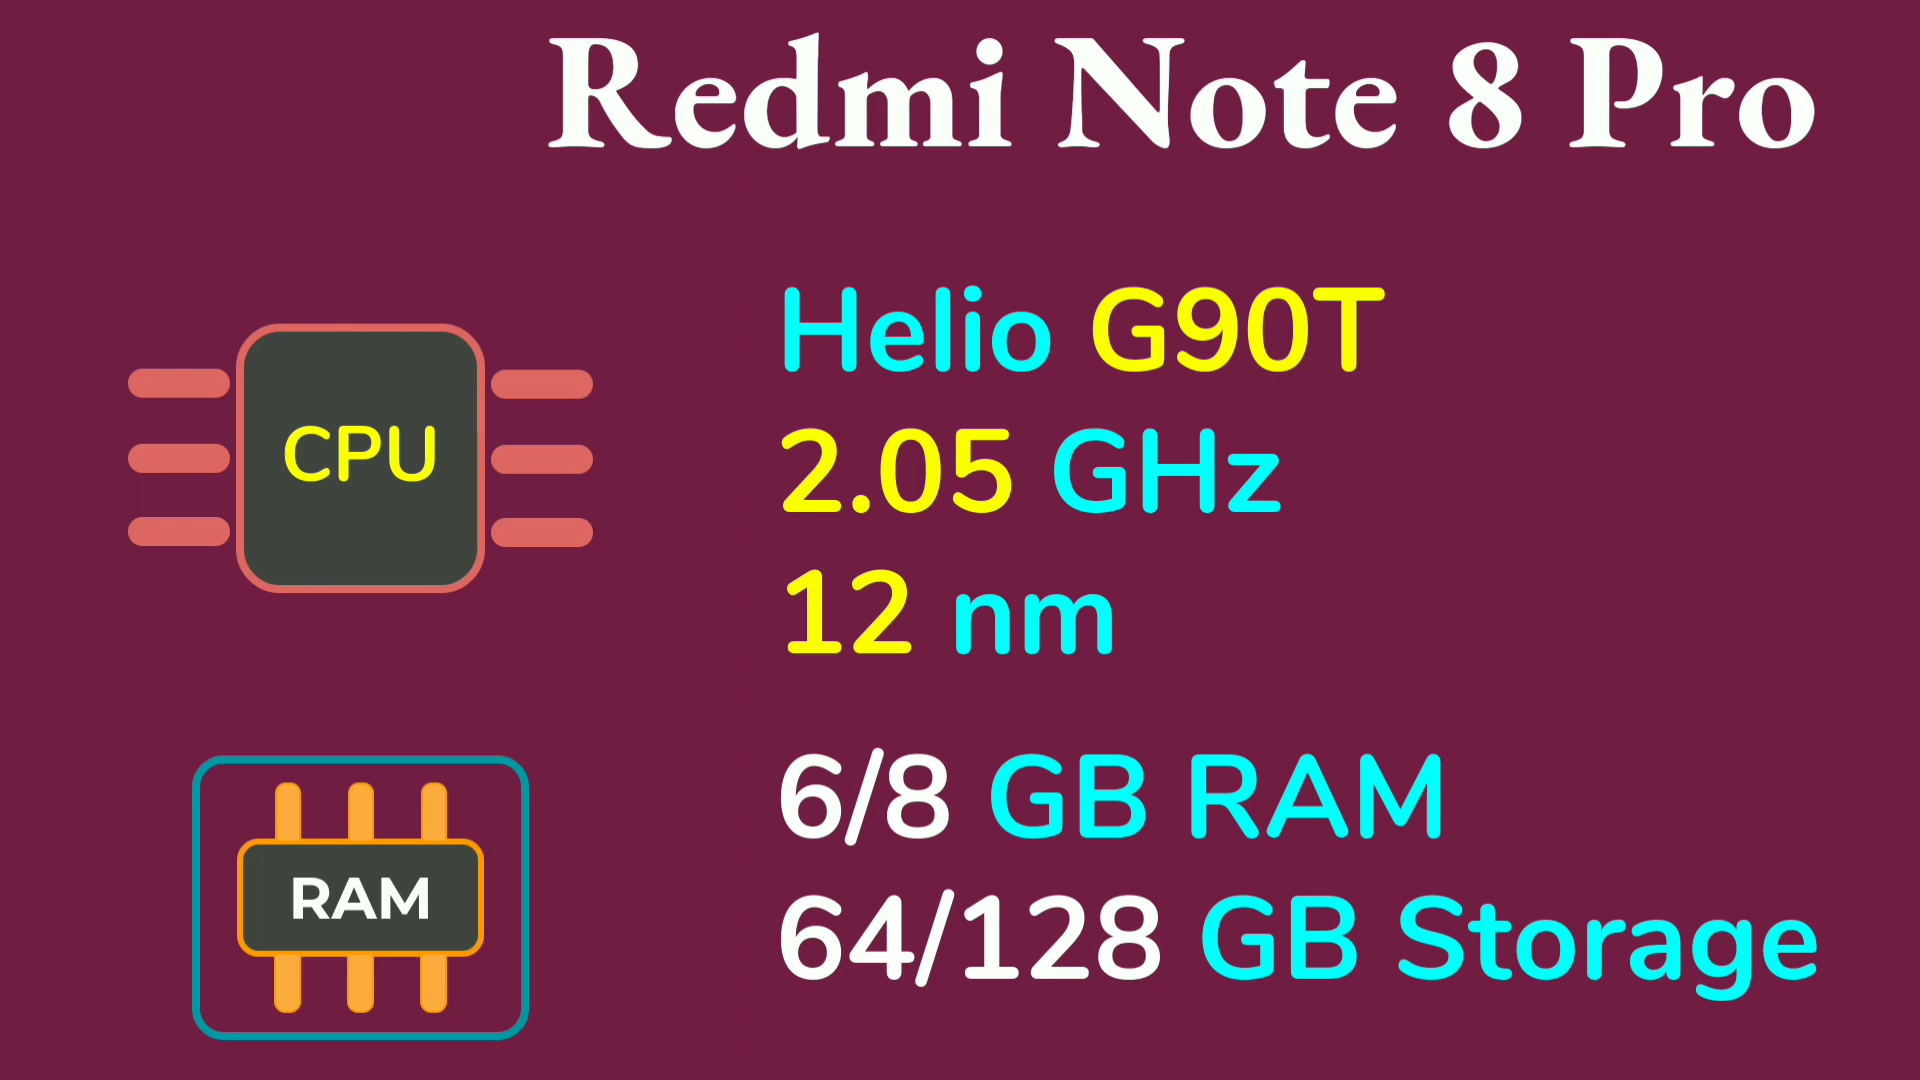 Redmi Note 8 Pro
CPU
Helio G90T
2.05 GHz
12 nm
RAM
6/8 GB RAM
64/128 GB Storage